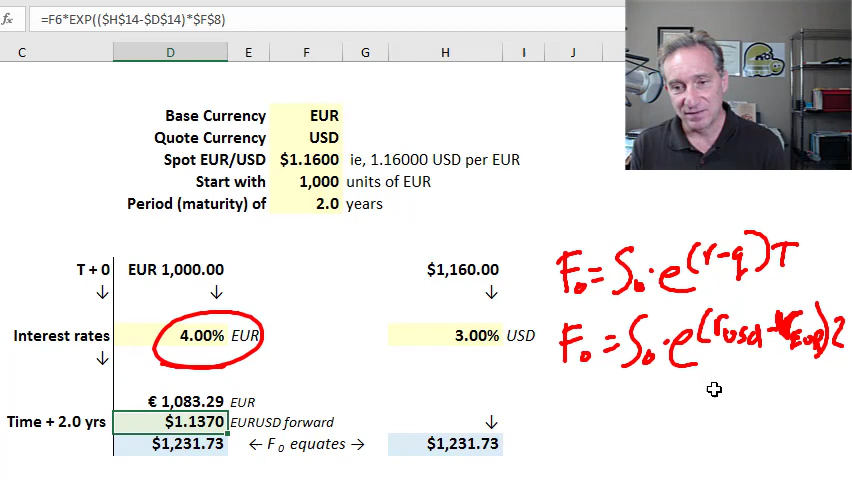 fx =F6*EXP(($H$14-$D$14)*$F$8)
C D E F G H I J
Base Currency EUR
Quote Currency USD
Spot EUR/USD $1.1600 ie, 1.16000 USD per EUR
Start with 1,000 units of EUR
Period (maturity) of 2.0 years
T + 0 EUR 1,000.00 $1,160.00
↓ ↓ ↓
Interest rates 4.00% EUR 3.00% USD
↓
€ 1,083.29 EUR
Time + 2.0 yrs $1.1370 EURUSD forward ↓
$1,231.73 ← F₀ equates → $1,231.73
F₀ = S₀ · e^(r-q)T
F₀ = S₀ · e^(rUSD - rEUR)2